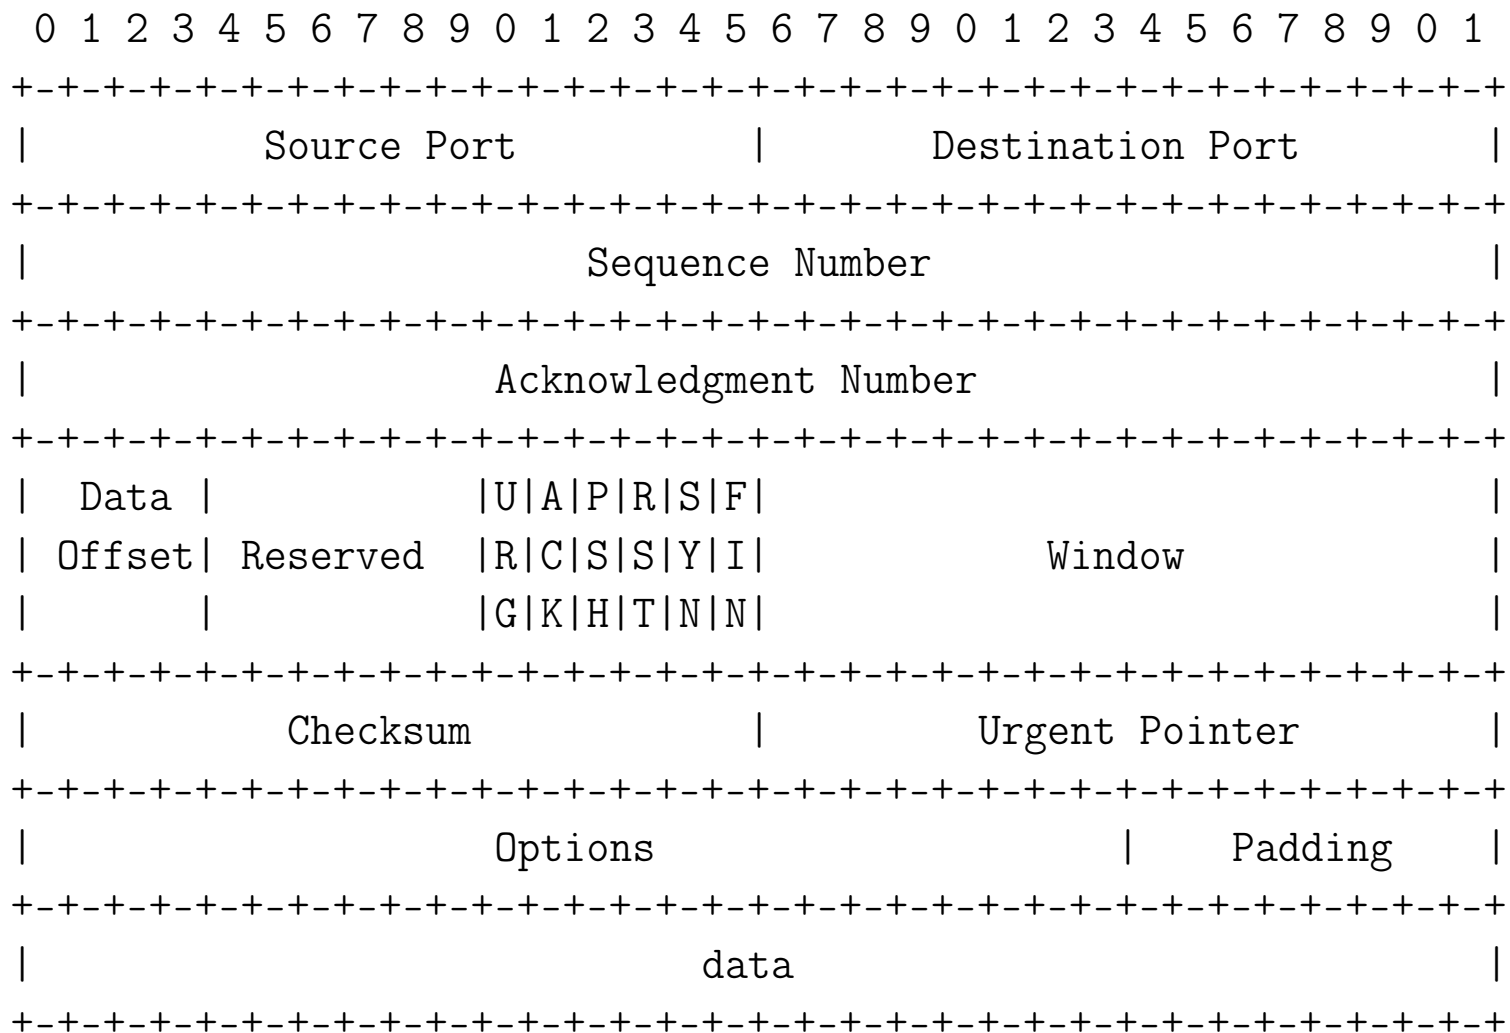 0 1 2 3 4 5 6 7 8 9 0 1 2 3 4 5 6 7 8 9 0 1 2 3 4 5 6 7 8 9 0 1
+-+-+-+-+-+-+-+-+-+-+-+-+-+-+-+-+-+-+-+-+-+-+-+-+-+-+-+-+-+-+-+-+
|          Source Port          |       Destination Port        |
+-+-+-+-+-+-+-+-+-+-+-+-+-+-+-+-+-+-+-+-+-+-+-+-+-+-+-+-+-+-+-+-+
|                        Sequence Number                        |
+-+-+-+-+-+-+-+-+-+-+-+-+-+-+-+-+-+-+-+-+-+-+-+-+-+-+-+-+-+-+-+-+
|                    Acknowledgment Number                      |
+-+-+-+-+-+-+-+-+-+-+-+-+-+-+-+-+-+-+-+-+-+-+-+-+-+-+-+-+-+-+-+-+
|  Data |           |U|A|P|R|S|F|                               |
| Offset| Reserved  |R|C|S|S|Y|I|            Window             |
|       |           |G|K|H|T|N|N|                               |
+-+-+-+-+-+-+-+-+-+-+-+-+-+-+-+-+-+-+-+-+-+-+-+-+-+-+-+-+-+-+-+-+
|           Checksum            |         Urgent Pointer        |
+-+-+-+-+-+-+-+-+-+-+-+-+-+-+-+-+-+-+-+-+-+-+-+-+-+-+-+-+-+-+-+-+
|                    Options                    |    Padding    |
+-+-+-+-+-+-+-+-+-+-+-+-+-+-+-+-+-+-+-+-+-+-+-+-+-+-+-+-+-+-+-+-+
|                             data                              |
+-+-+-+-+-+-+-+-+-+-+-+-+-+-+-+-+-+-+-+-+-+-+-+-+-+-+-+-+-+-+-+-+